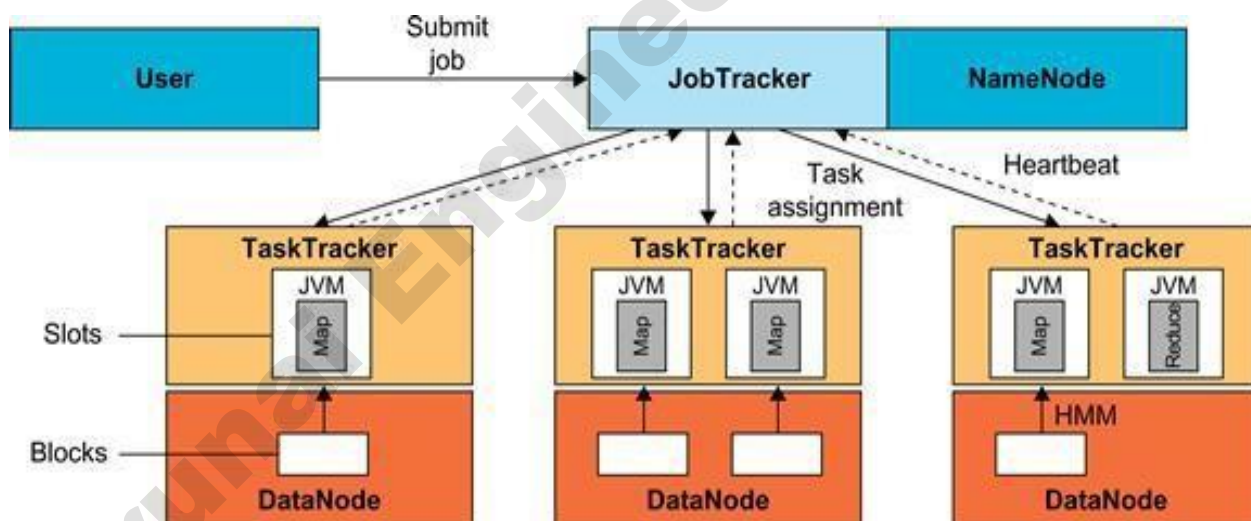 Submit
job
User
JobTracker
NameNode
Heartbeat
Task
assignment
TaskTracker
JVM
Map
TaskTracker
JVM
Map
JVM
Map
TaskTracker
JVM
Map
JVM
Reduce
Slots
HMM
Blocks
DataNode
DataNode
DataNode